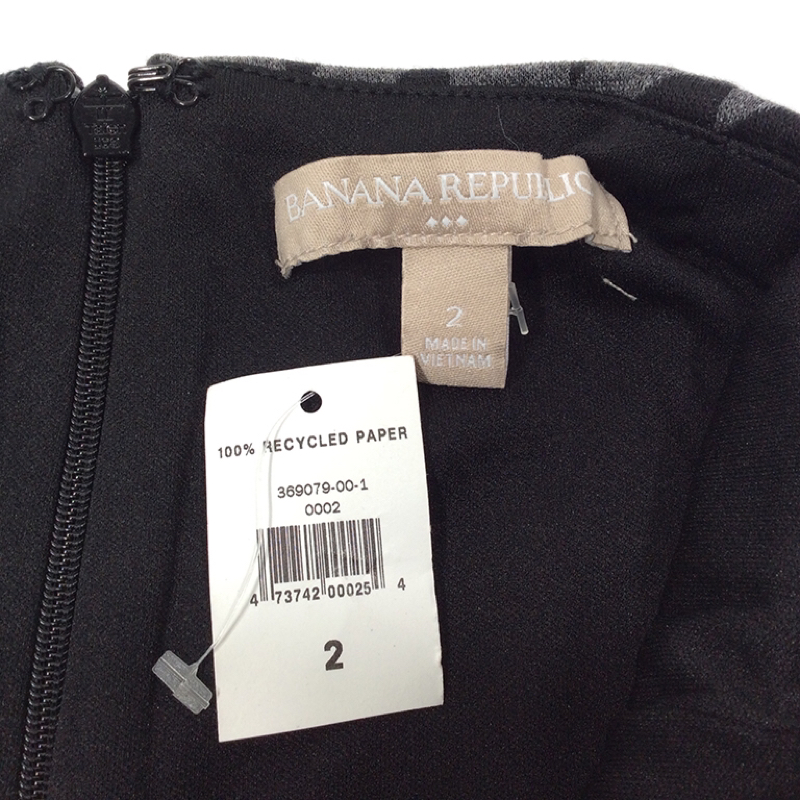 BANANA REPUBLIC
2
MADE IN
VIETNAM
100% RECYCLED PAPER
369079-00-1
0002
4 73742 00025 4
2